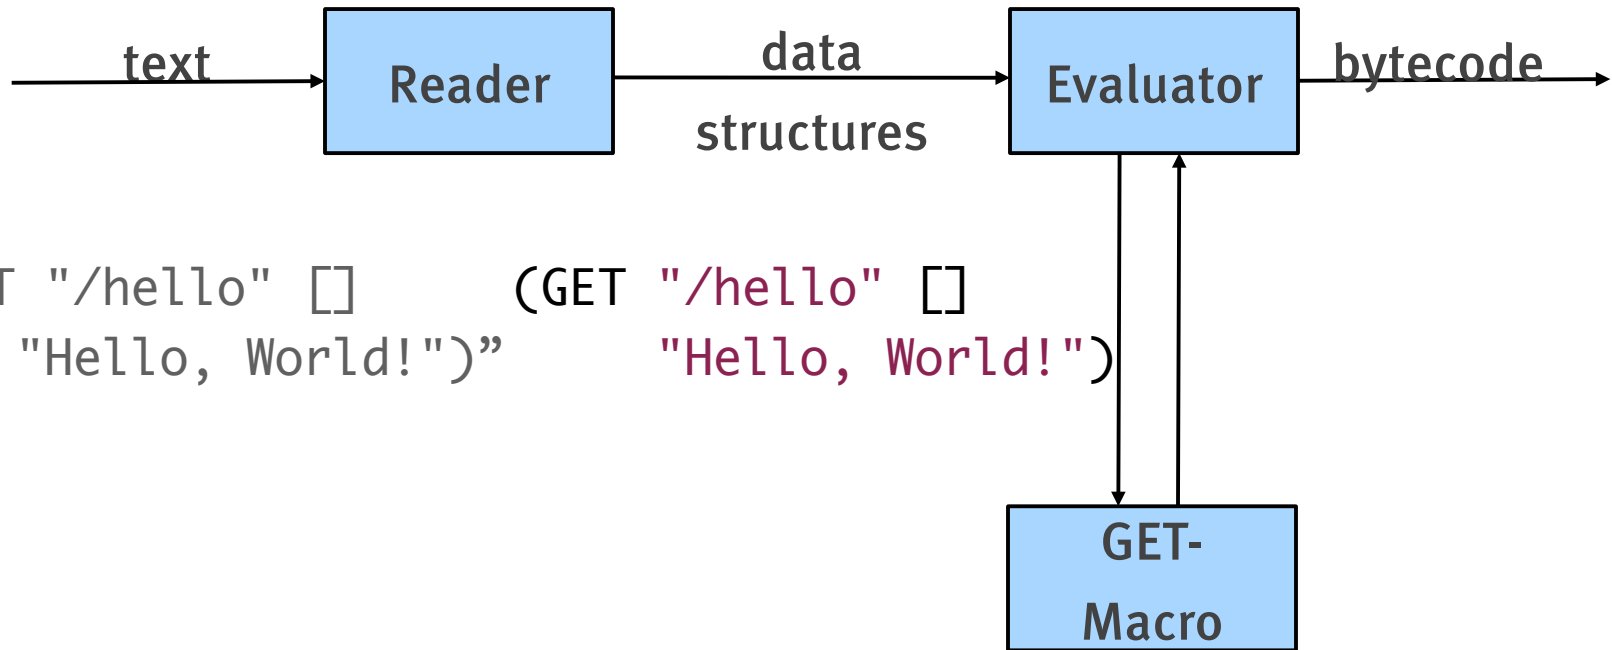 text
Reader
data
structures
Evaluator
bytecode
T "/hello" []
"Hello, World!")”
(GET "/hello" []
"Hello, World!")
GET-
Macro